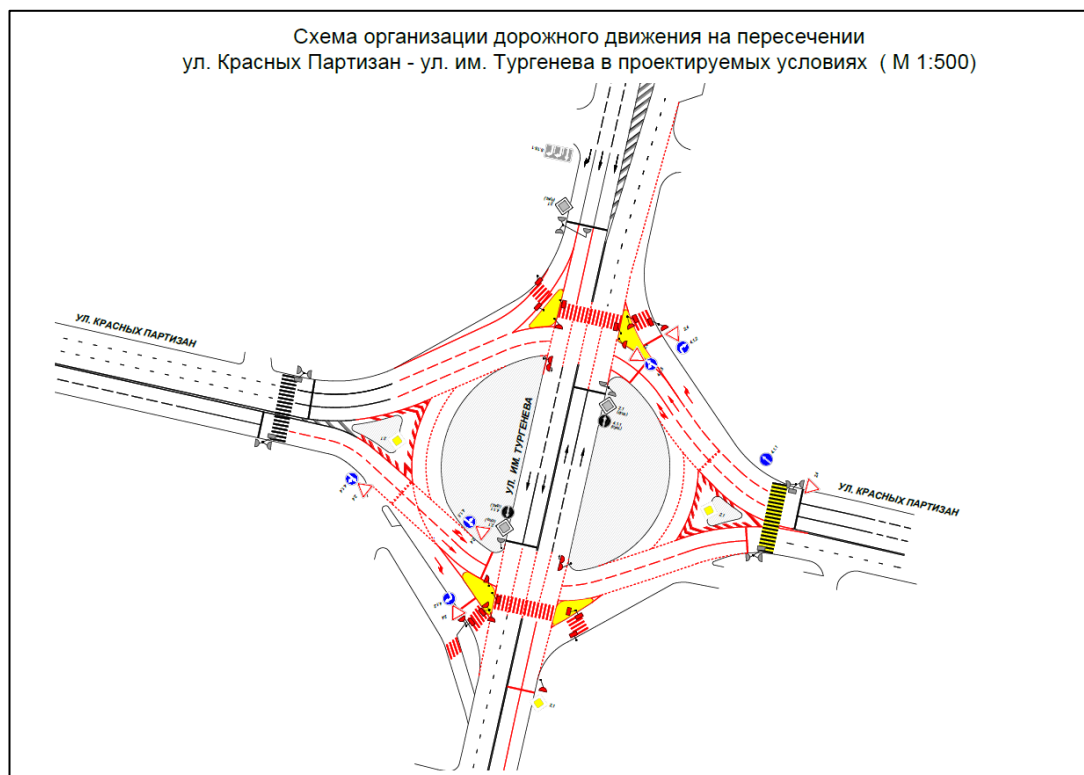 Схема организации дорожного движения на пересечении
ул. Красных Партизан - ул. им. Тургенева в проектируемых условиях ( М 1:500)
УЛ. КРАСНЫХ ПАРТИЗАН
УЛ. ИМ. ТУРГЕНЕВА
УЛ. КРАСНЫХ ПАРТИЗАН